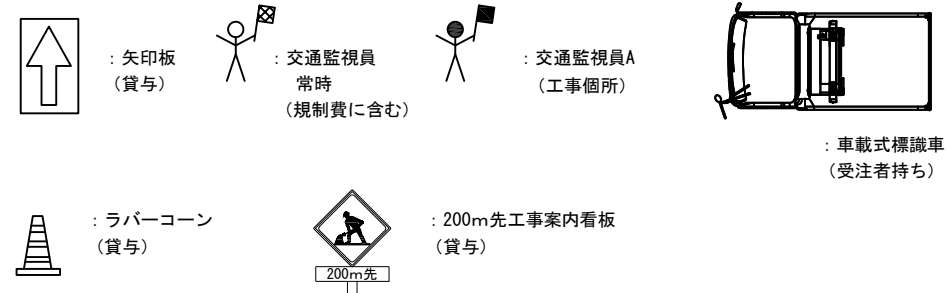 ：矢印板
（貸与）
：交通監視員
常時
（規制費に含む）
：交通監視員A
（工事個所）
：車載式標識車
（受注者持ち）
：ラバーコーン
（貸与）
200m先
：200m先工事案内看板
（貸与）